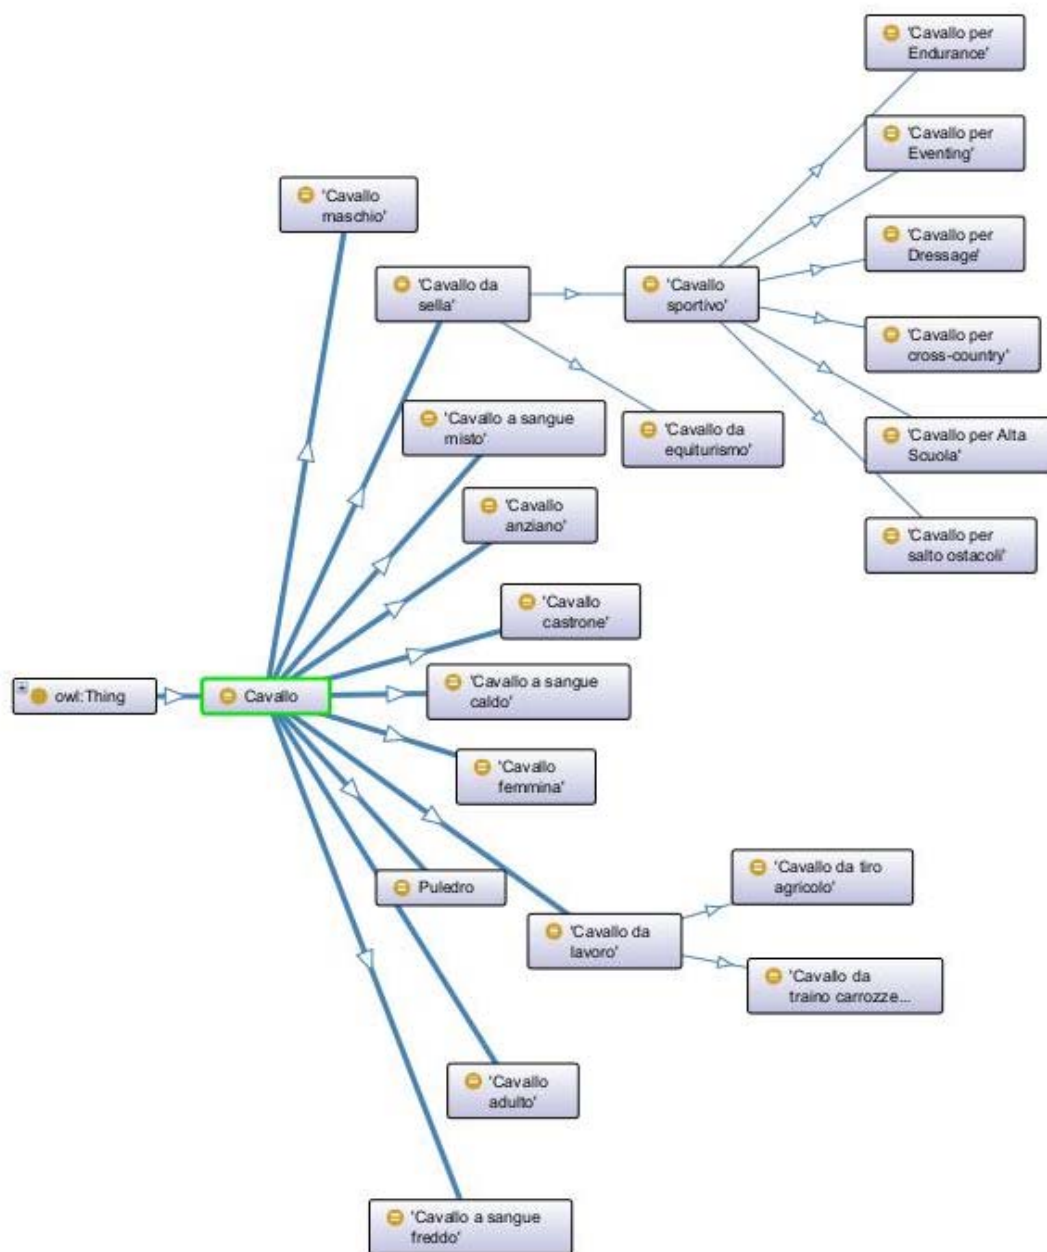 'Cavallo per
Endurance'
'Cavallo per
Eventing'
'Cavallo
maschio'
'Cavallo per
Dressage'
'Cavallo da
sella'
'Cavallo
sportivo'
'Cavallo per
cross-country'
'Cavallo a sangue
misto'
'Cavallo da
equiturismo'
'Cavallo per Alta
Scuola'
'Cavallo
anziano'
'Cavallo per
salto ostacoli'
'Cavallo
castrone'
owl:Thing
Cavallo
'Cavallo a sangue
caldo'
'Cavallo
femmina'
Puledro
'Cavallo da tiro
agricolo'
'Cavallo da
lavoro'
'Cavallo da
traino carrozze...
'Cavallo
adulto'
'Cavallo a sangue
freddo'